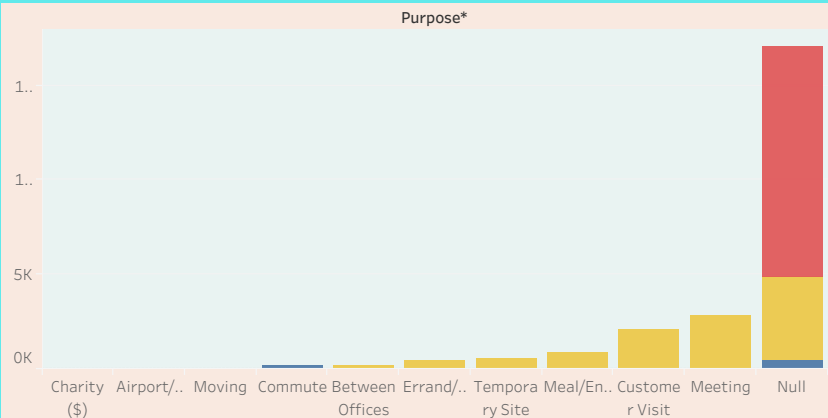 Purpose*
1..
1..
5K
0K
Charity Airport/.. Moving Commute Between Errand/.. Tempora Meal/En.. Custome Meeting Null
($) Offices ry Site r Visit